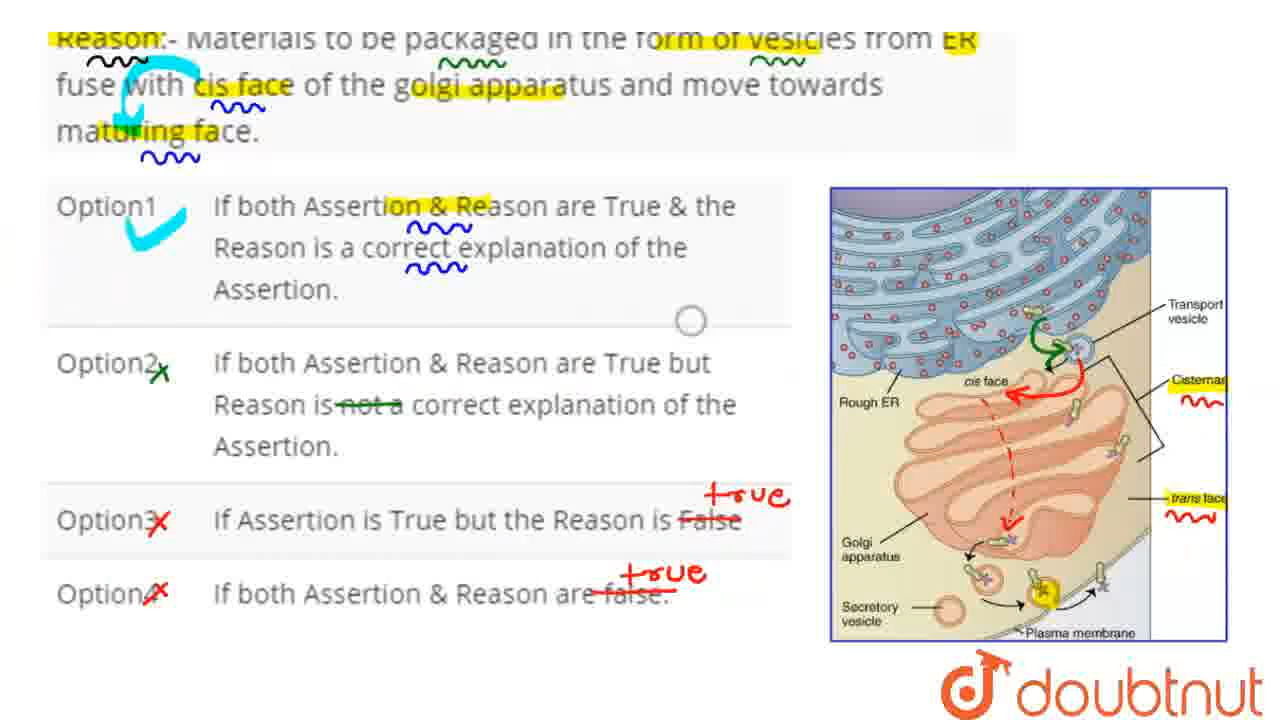 Reason:- Materials to be packaged in the form of vesicles from ER
fuse with cis face of the golgi apparatus and move towards
maturing face.
Option1 If both Assertion & Reason are True & the
Reason is a correct explanation of the
Assertion.
Option2 If both Assertion & Reason are True but
Reason is not a correct explanation of the
Assertion.
true
Option3 If Assertion is True but the Reason is False
true
Option4 If both Assertion & Reason are false.
Transport
vesicle
cis face
Cisternae
Rough ER
trans face
Golgi
apparatus
Secretory
vesicle
Plasma membrane
doubtnut